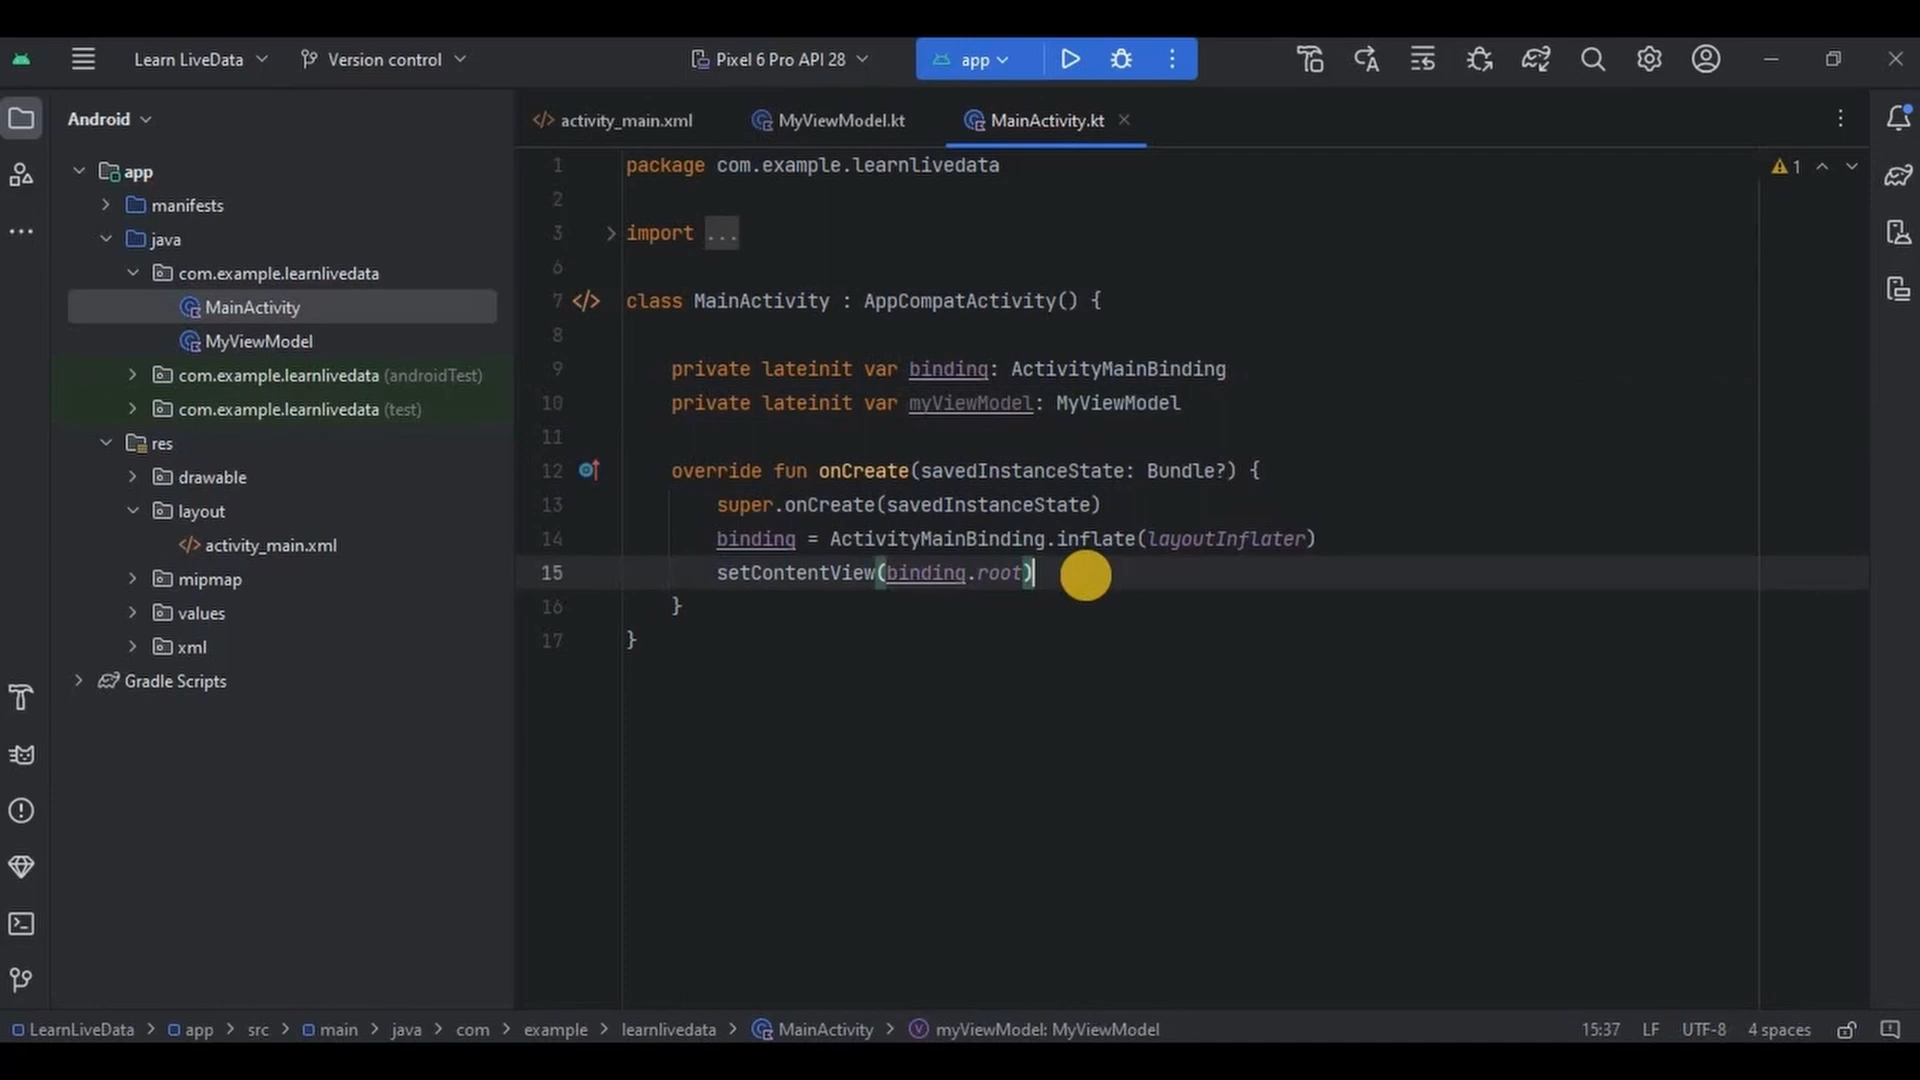 Learn LiveData
Version control
Pixel 6 Pro API 28
app
Android
activity_main.xml
MyViewModel.kt
MainActivity.kt
app
manifests
java
com.example.learnlivedata
MainActivity
MyViewModel
com.example.learnlivedata (androidTest)
com.example.learnlivedata (test)
res
drawable
layout
activity_main.xml
mipmap
values
xml
Gradle Scripts
1 package com.example.learnlivedata
1
2
3 import ...
6
7 class MainActivity : AppCompatActivity() {
8
9 private lateinit var binding: ActivityMainBinding
10 private lateinit var myViewModel: MyViewModel
11
12 override fun onCreate(savedInstanceState: Bundle?) {
13 super.onCreate(savedInstanceState)
14 binding = ActivityMainBinding.inflate(layoutInflater)
15 setContentView(binding.root)
16 }
17 }
LearnLiveData > app > src > main > java > com > example > learnlivedata > MainActivity > myViewModel: MyViewModel
15:37 LF UTF-8 4 spaces